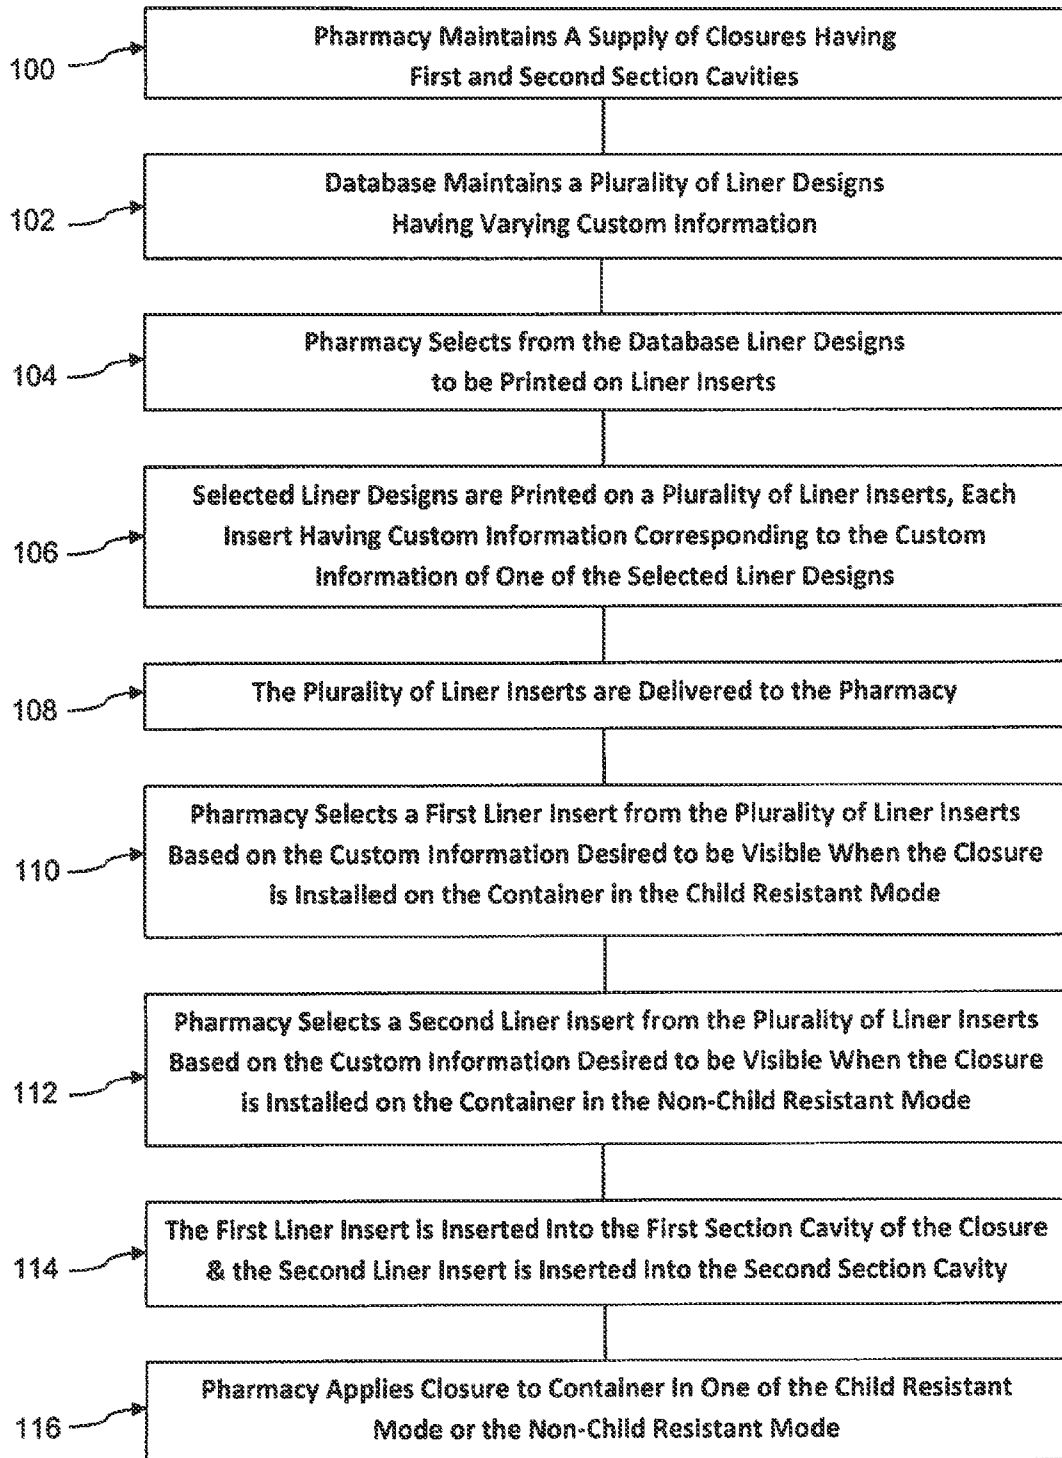 100
Pharmacy Maintains A Supply of Closures Having
First and Second Section Cavities
102
Database Maintains a Plurality of Liner Designs
Having Varying Custom Information
104
Pharmacy Selects from the Database Liner Designs
to be Printed on Liner Inserts
106
Selected Liner Designs are Printed on a Plurality of Liner Inserts, Each
Insert Having Custom Information Corresponding to the Custom
Information of One of the Selected Liner Designs
108
The Plurality of Liner Inserts are Delivered to the Pharmacy
110
Pharmacy Selects a First Liner Insert from the Plurality of Liner Inserts
Based on the Custom Information Desired to be Visible When the Closure
is Installed on the Container in the Child Resistant Mode
112
Pharmacy Selects a Second Liner Insert from the Plurality of Liner Inserts
Based on the Custom Information Desired to be Visible When the Closure
is Installed on the Container in the Non-Child Resistant Mode
114
The First Liner Insert is Inserted Into the First Section Cavity of the Closure
& the Second Liner Insert is Inserted Into the Second Section Cavity
116
Pharmacy Applies Closure to Container In One of the Child Resistant
Mode or the Non-Child Resistant Mode